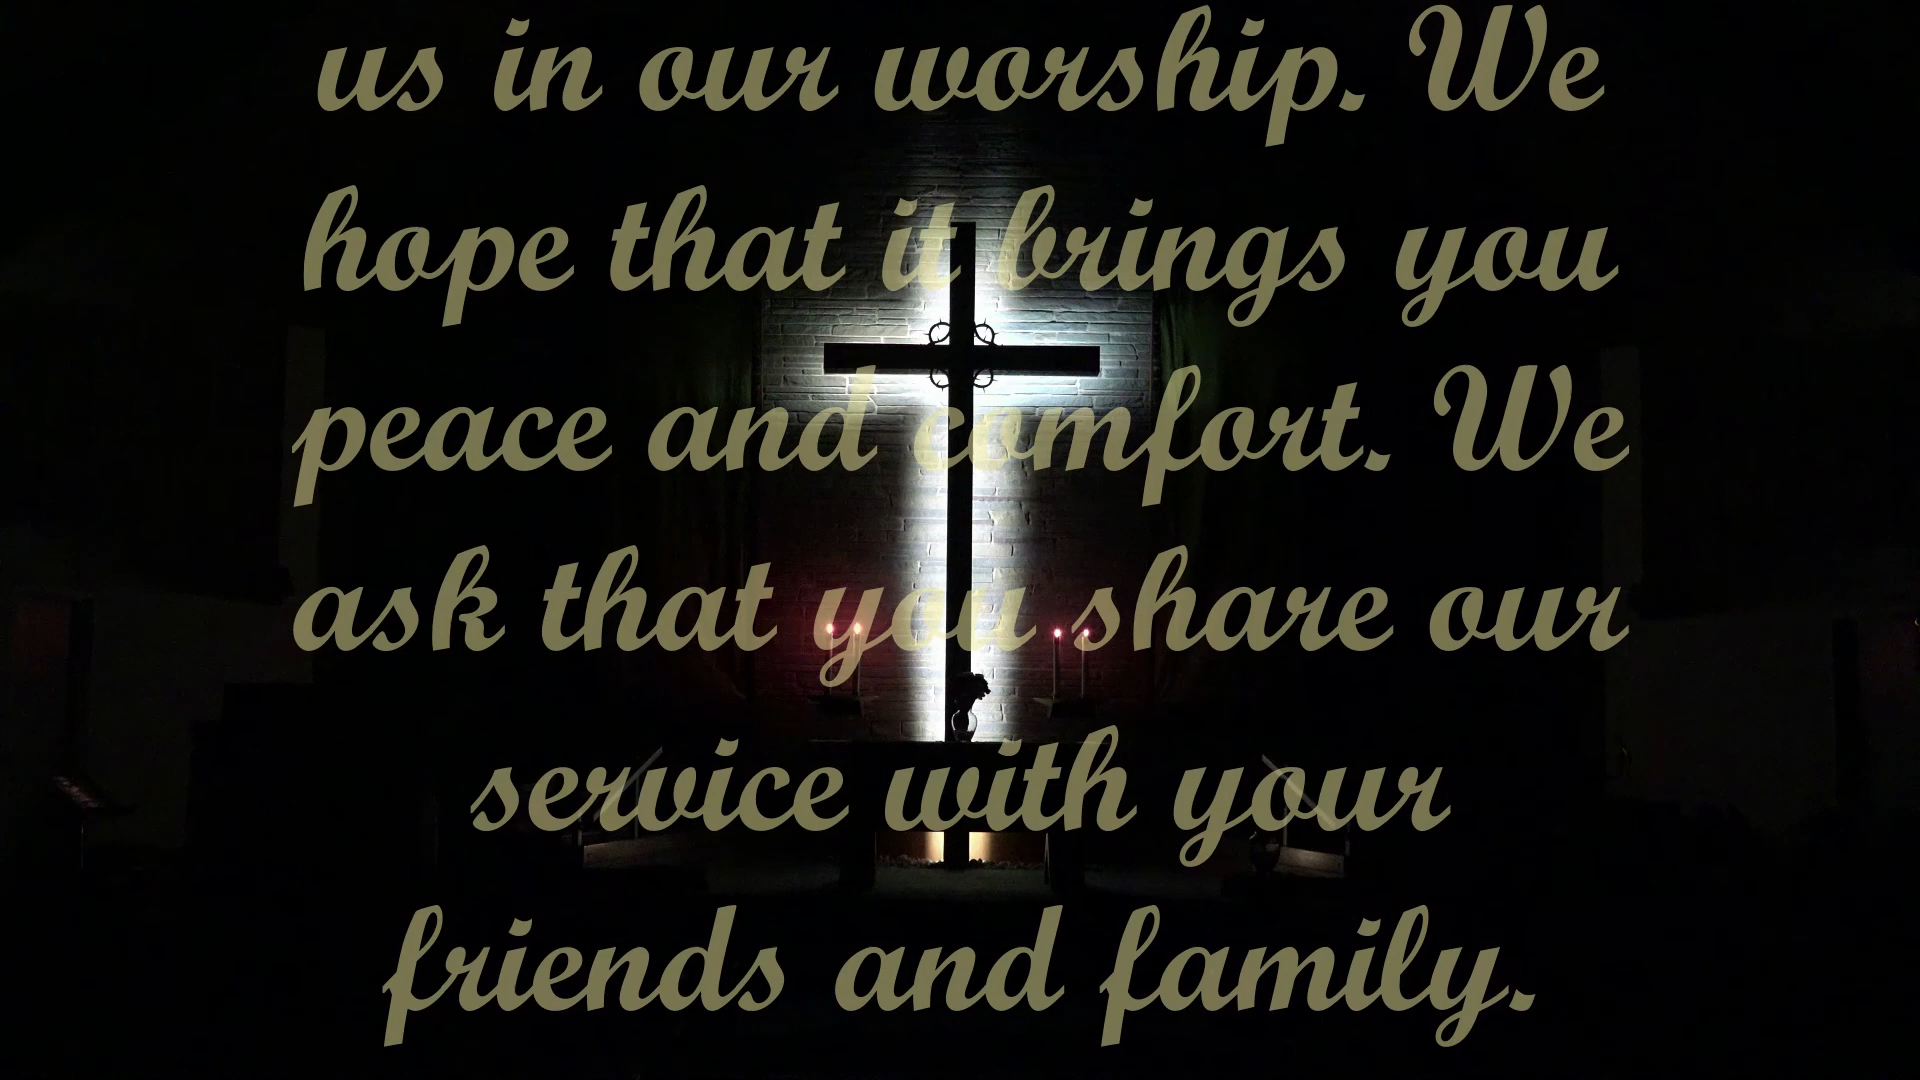 us in our worship. We
hope that it brings you
peace and comfort. We
ask that you share our
service with your
friends and family.